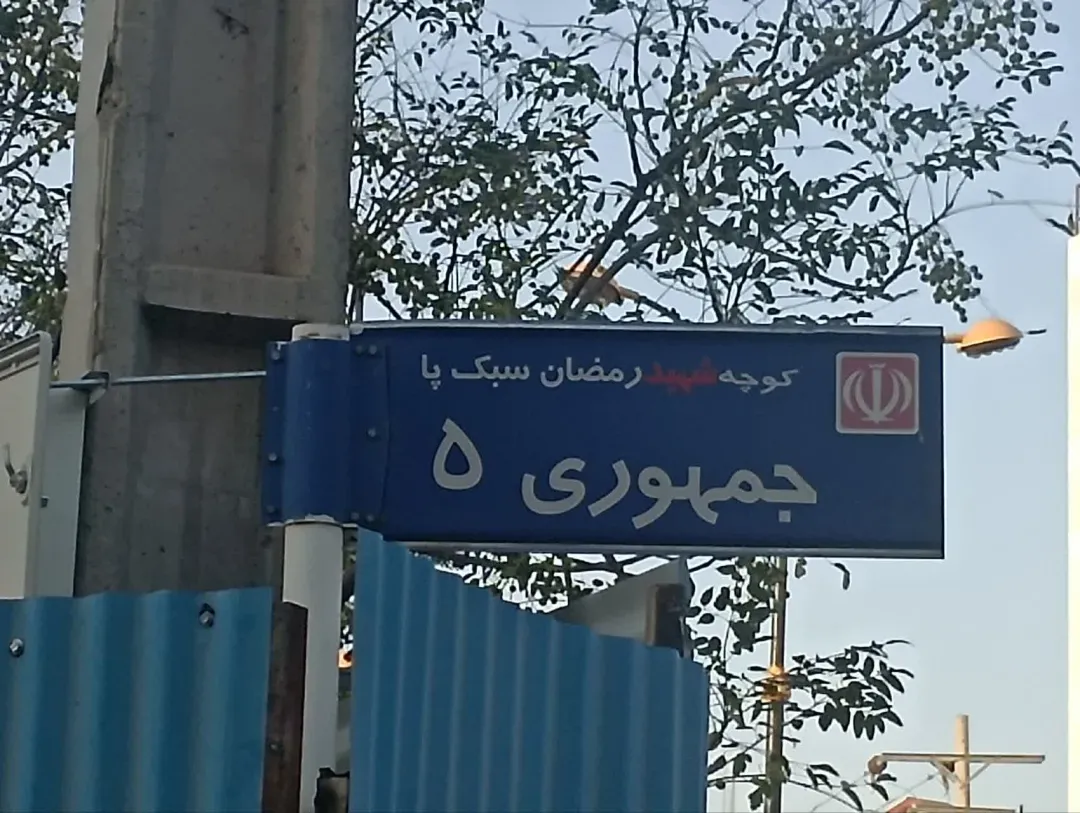 کوچه شهید رمضان سبک پا
جمهوری ۵